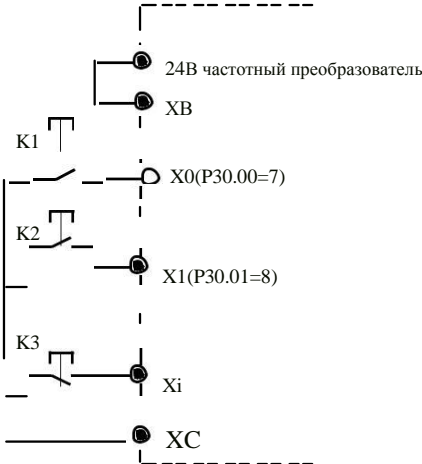 24В частотный преобразователь
XB
K1
X0(P30.00=7)
K2
X1(P30.01=8)
K3
Xi
XC